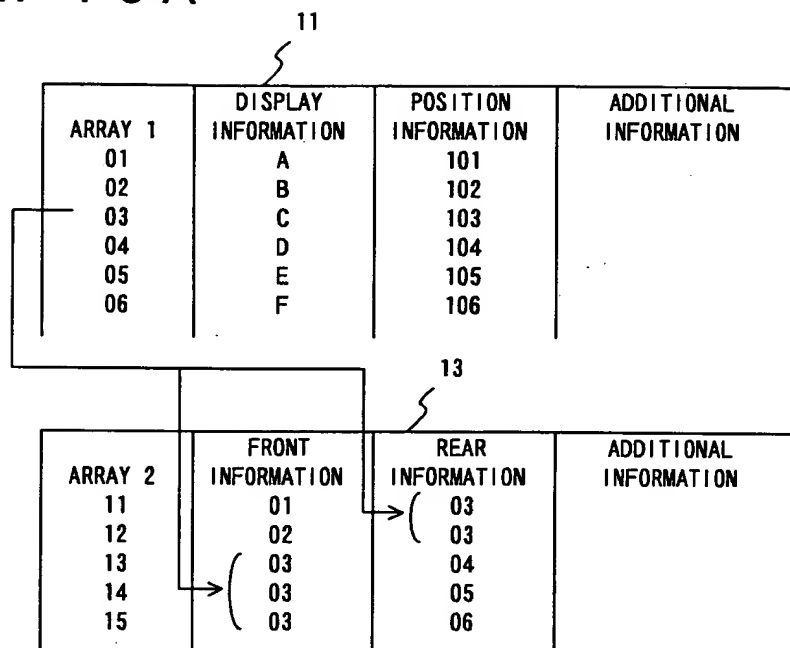 11
DISPLAY POSITION ADDITIONAL
ARRAY 1 INFORMATION INFORMATION INFORMATION
01 A 101
02 B 102
03 C 103
04 D 104
05 E 105
06 F 106
13
FRONT REAR ADDITIONAL
ARRAY 2 INFORMATION INFORMATION INFORMATION
11 01 03
12 02 03
13 03 04
14 03 05
15 03 06